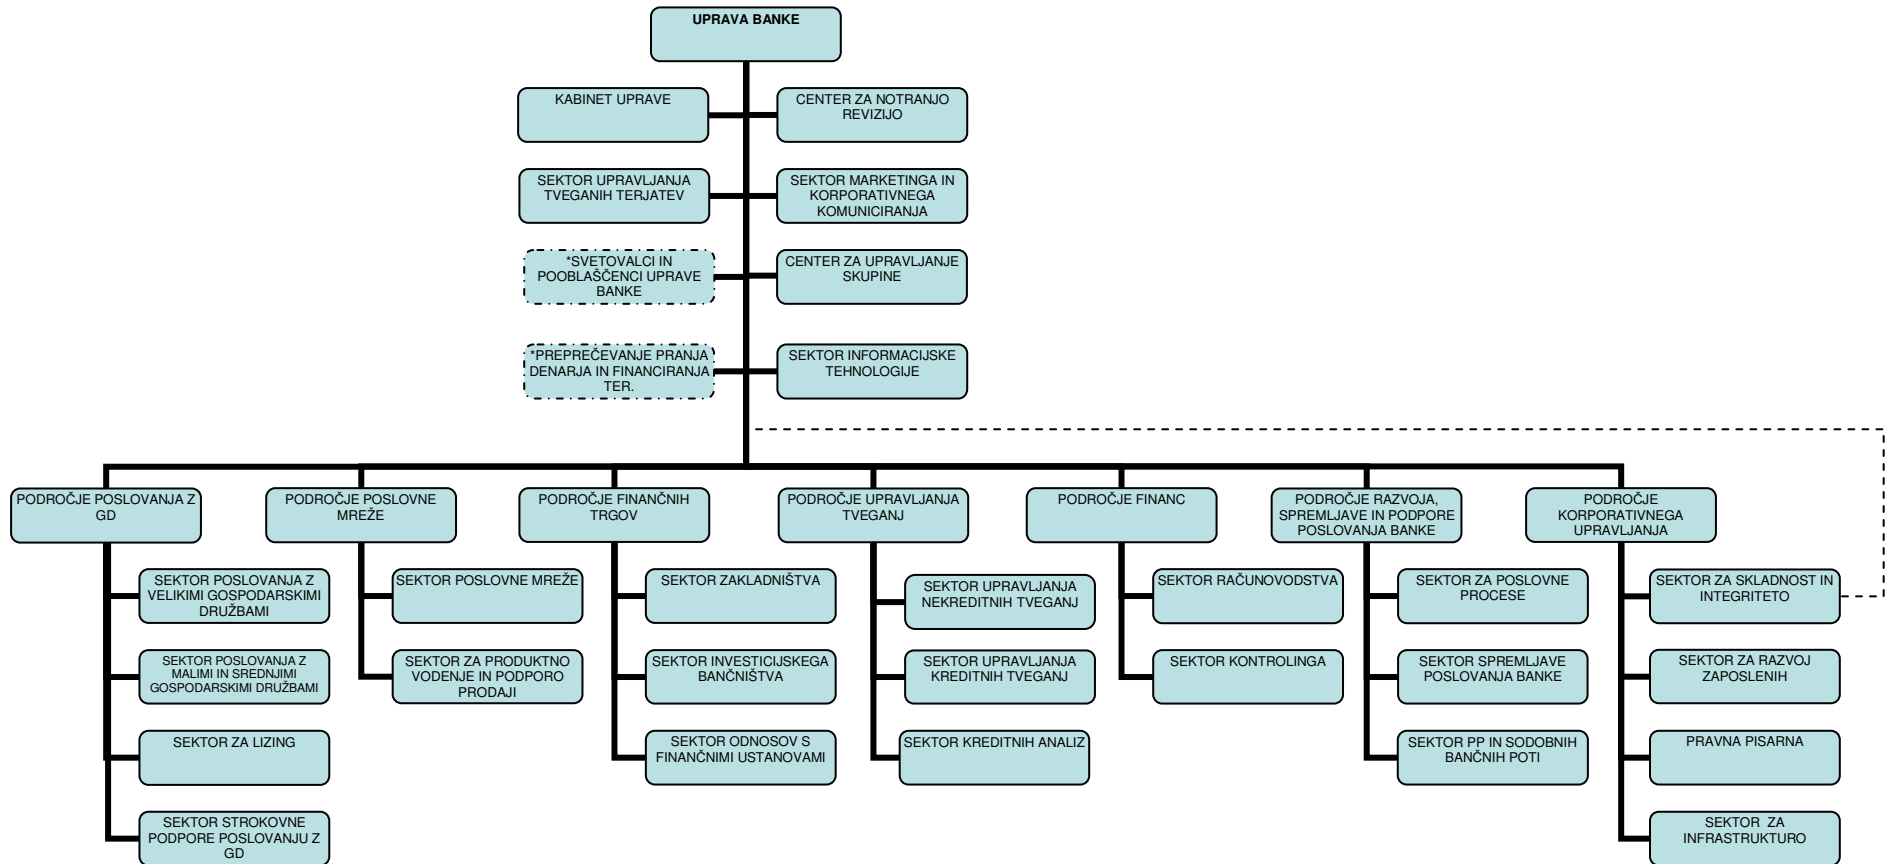 UPRAVA BANKE
KABINET UPRAVE
CENTER ZA NOTRANJO
REVIZIJO
SEKTOR UPRAVLJANJA
TVEGANIH TERJATEV
SEKTOR MARKETINGA IN
KORPORATIVNEGA
KOMUNICIRANJA
*SVETOVALCI IN
POOBLAŠČENCI UPRAVE
BANKE
CENTER ZA UPRAVLJANJE
SKUPINE
*PREPREČEVANJE PRANJA
DENARJA IN FINANCIRANJA
TER.
SEKTOR INFORMACIJSKE
TEHNOLOGIJE
PODROČJE POSLOVANJA Z
GD
PODROČJE POSLOVNE
MREŽE
PODROČJE FINANČNIH
TRGOV
PODROČJE UPRAVLJANJA
TVEGANJ
PODROČJE FINANC
PODROČJE RAZVOJA,
SPREMLJAVE IN PODPORE
POSLOVANJA BANKE
PODROČJE
KORPORATIVNEGA
UPRAVLJANJA
SEKTOR POSLOVANJA Z
VELIKIMI GOSPODARSKIMI
DRUŽBAMI
SEKTOR POSLOVANJA Z
MALIMI IN SREDNJIMI
GOSPODARSKIMI DRUŽBAMI
SEKTOR ZA LIZING
SEKTOR STROKOVNE
PODPORE POSLOVANJU Z
GD
SEKTOR POSLOVNE MREŽE
SEKTOR ZA PRODUKTNO
VODENJE IN PODPORO
PRODAJI
SEKTOR ZAKLADNIŠTVA
SEKTOR INVESTICIJSKEGA
BANČNIŠTVA
SEKTOR ODNOSOV S
FINANČNIMI USTANOVAMI
SEKTOR UPRAVLJANJA
NEKREDITNIH TVEGANJ
SEKTOR UPRAVLJANJA
KREDITNIH TVEGANJ
SEKTOR KREDITNIH ANALIZ
SEKTOR RAČUNOVODSTVA
SEKTOR KONTROLINGA
SEKTOR ZA POSLOVNE
PROCESE
SEKTOR SPREMLJAVE
POSLOVANJA BANKE
SEKTOR PP IN SODOBNIH
BANČNIH POTI
SEKTOR ZA SKLADNOST IN
INTEGRITETO
SEKTOR ZA RAZVOJ
ZAPOSLENIH
PRAVNA PISARNA
SEKTOR ZA
INFRASTRUKTURO